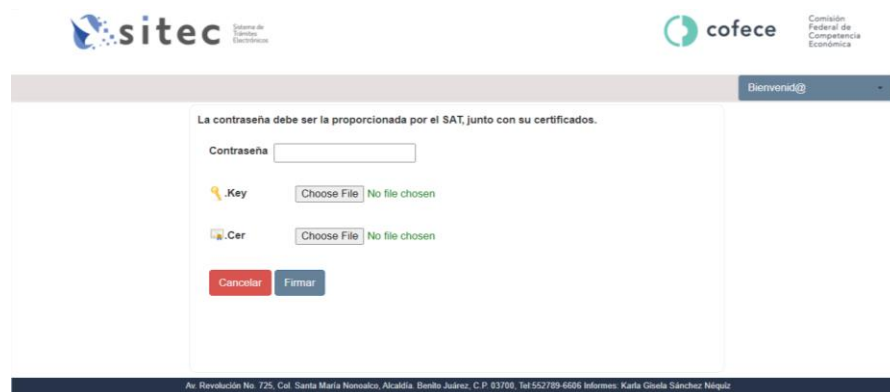 sitec
Sistema de
Trámites
Electrónicos
cofece
Comisión
Federal de
Competencia
Económica
Bienvenid@
La contraseña debe ser la proporcionada por el SAT, junto con su certificados.
Contraseña
.Key Choose File No file chosen
.Cer Choose File No file chosen
Cancelar Firmar
Av. Revolución No. 725, Col. Santa María Nonoalco, Alcaldía. Benito Juárez, C.P. 03700, Tel:552789-6606 Informes: Karla Gisela Sánchez Néquiz